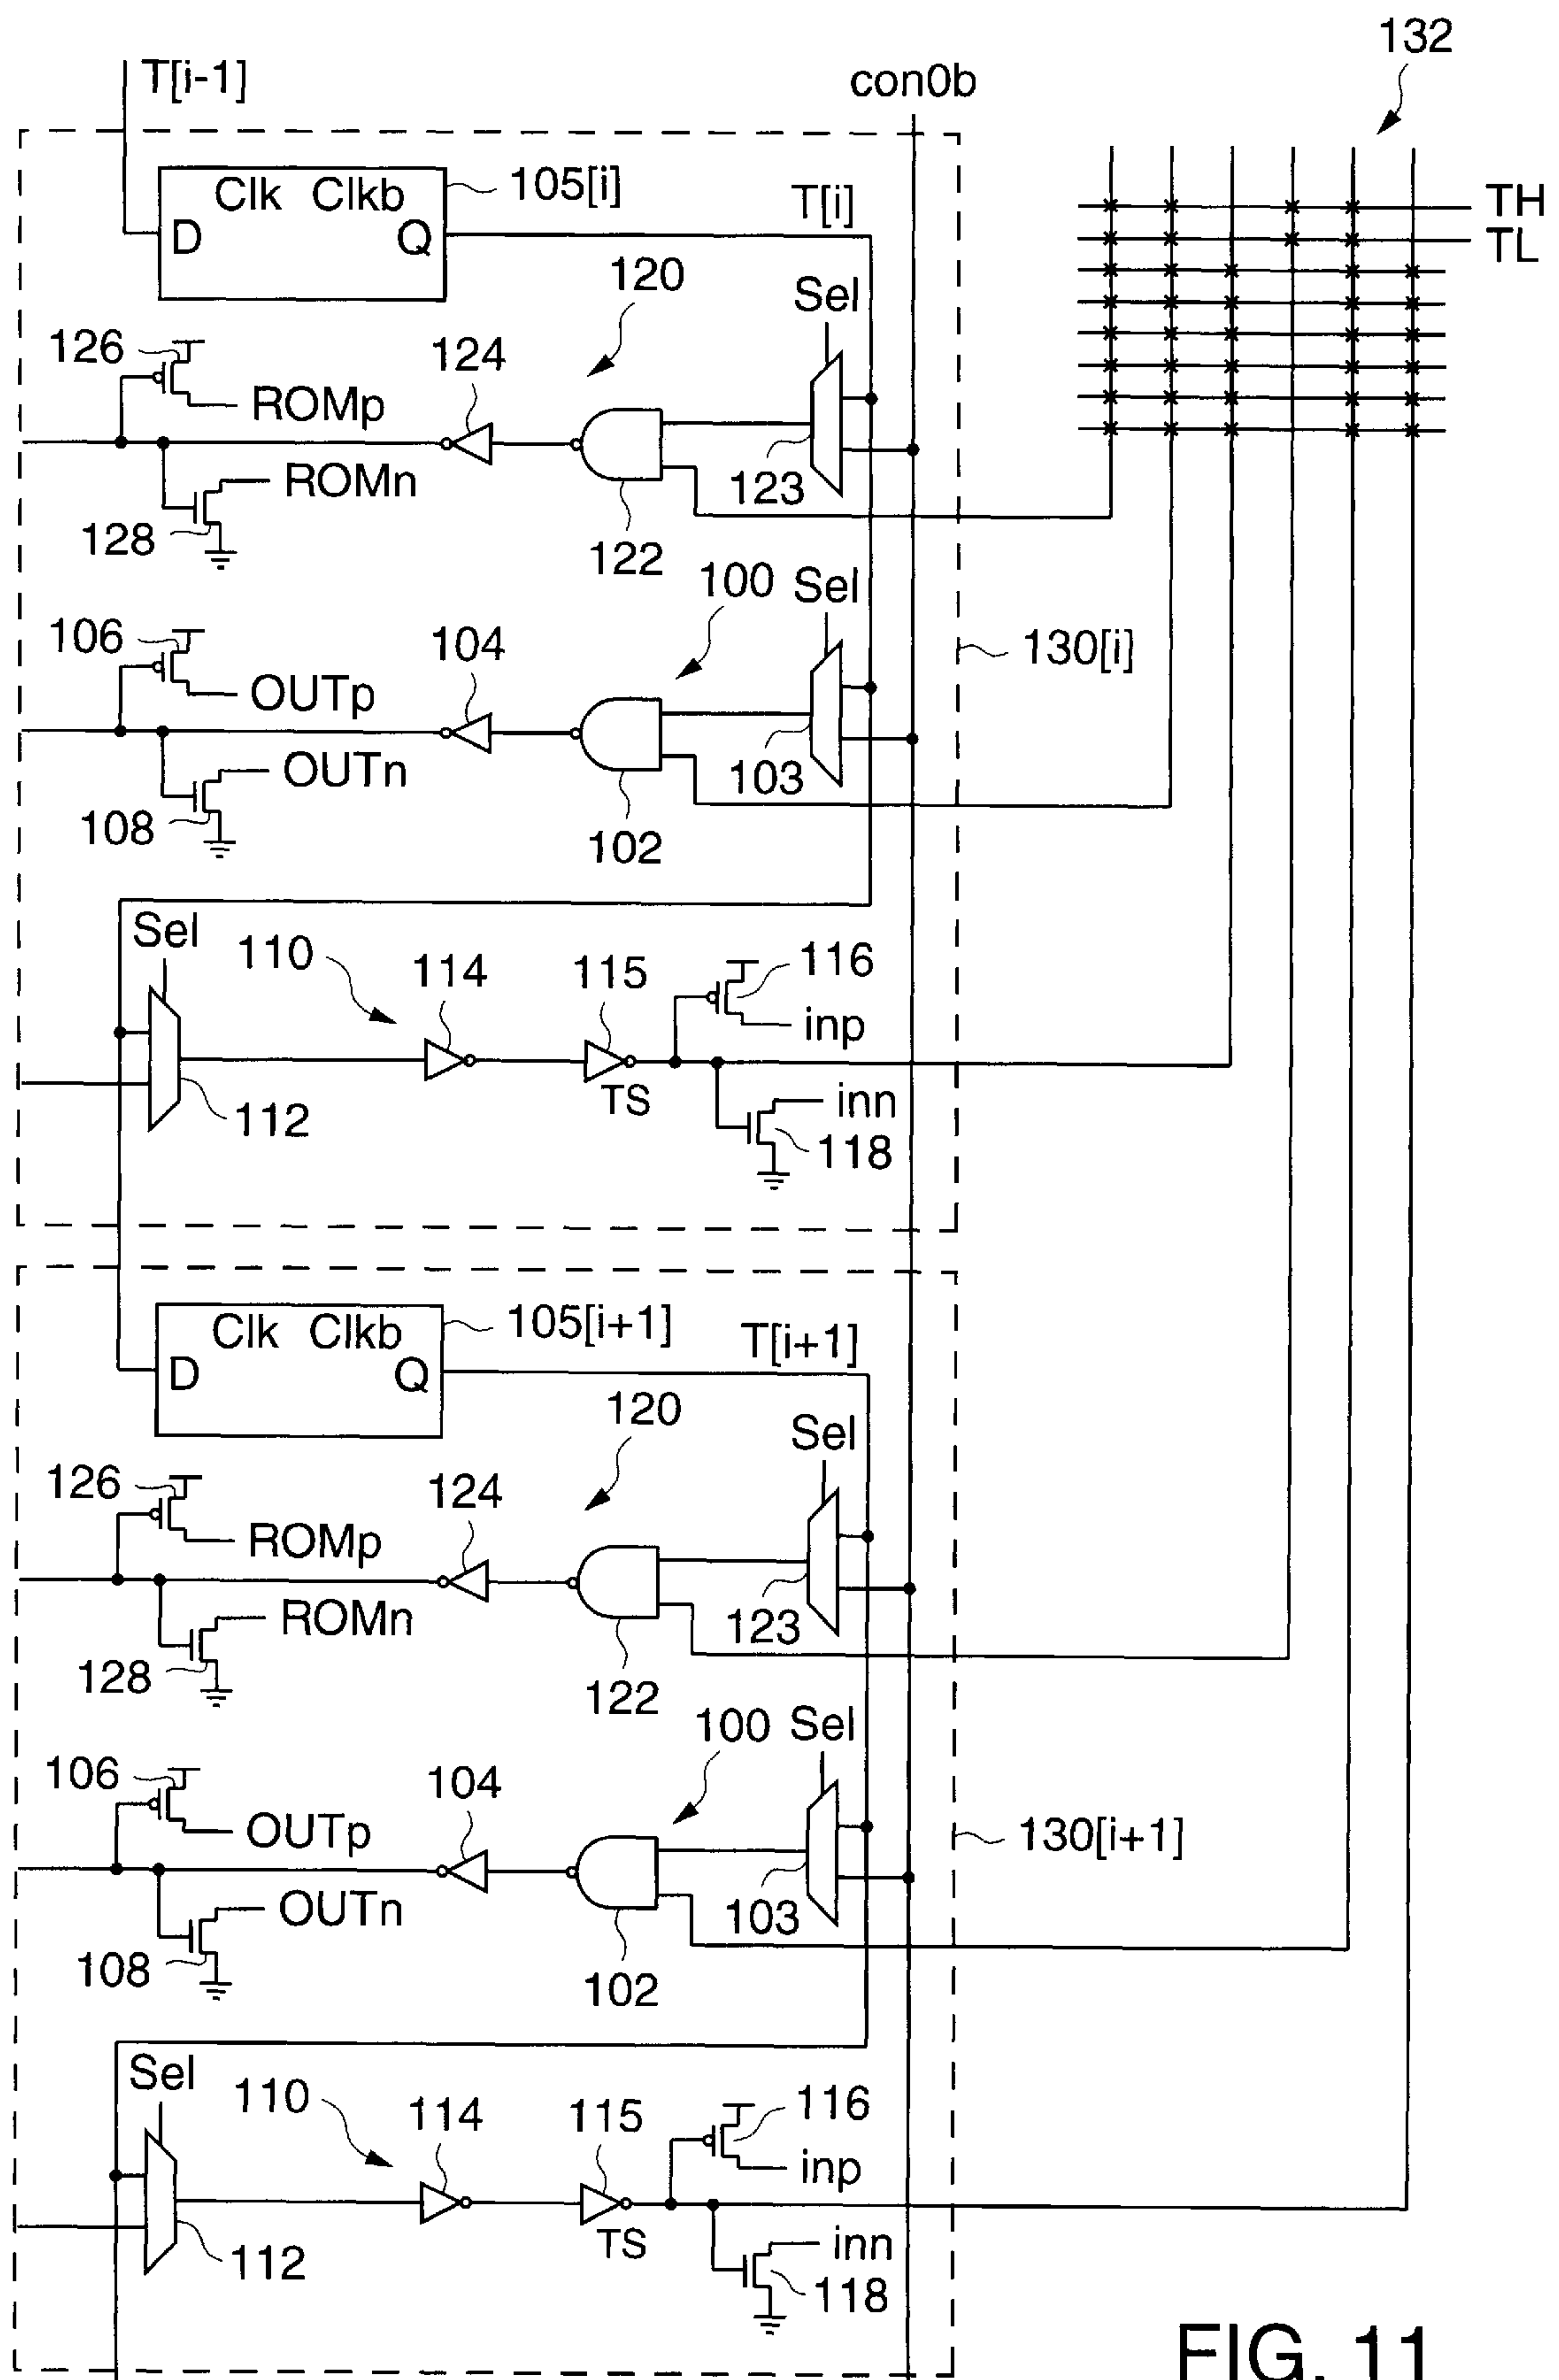 132
T[i-1]
con0b
Clk Clkb
D Q
105[i]
T[i]
TH
TL
120
Sel
126
124
ROMp
ROMn
123
128
122
100
Sel
106
104
130[i]
OUTp
OUTn
103
108
102
Sel
110
114
115
116
inp
TS
inn
112
118
Clk Clkb
D Q
105[i+1]
T[i+1]
120
Sel
126
124
ROMp
ROMn
123
128
122
100
Sel
106
104
130[i+1]
OUTp
OUTn
103
108
102
Sel
110
114
115
116
inp
TS
inn
112
118
FIG. 11